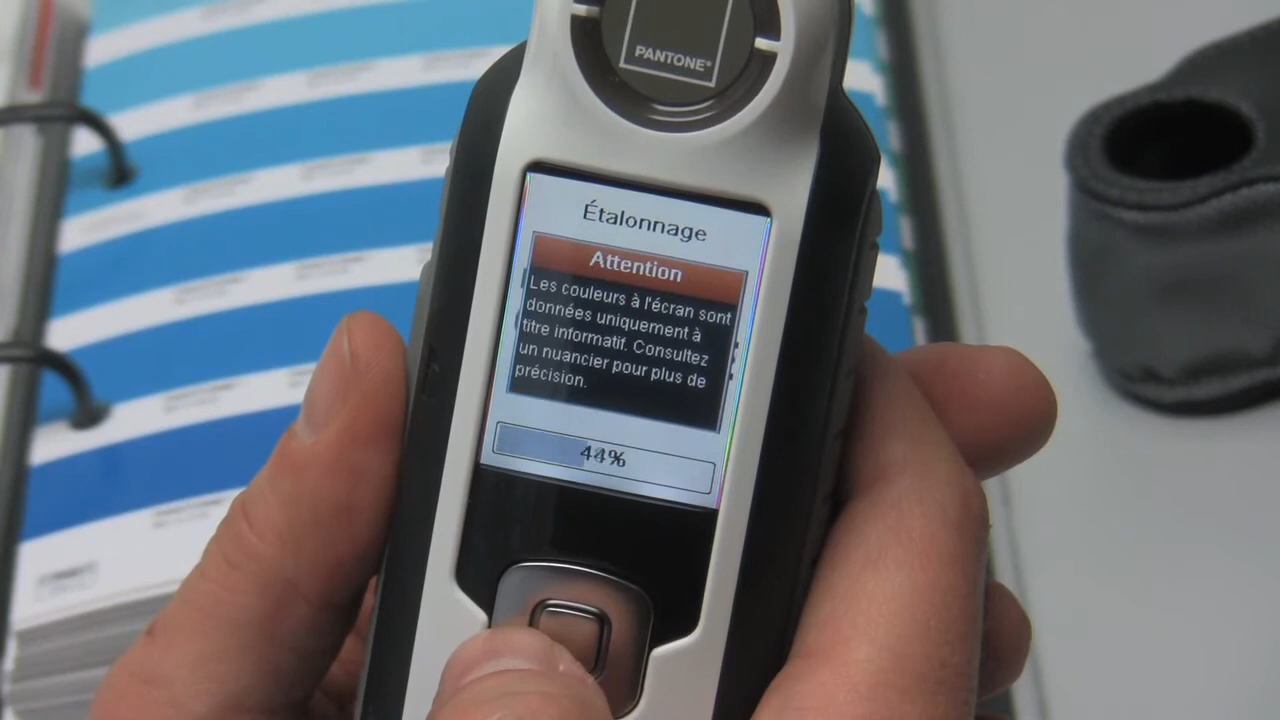 PANTONE®
Étalonnage
Attention
Les couleurs à l'écran sont
données uniquement à
titre informatif. Consultez
un nuancier pour plus de
précision.
44%